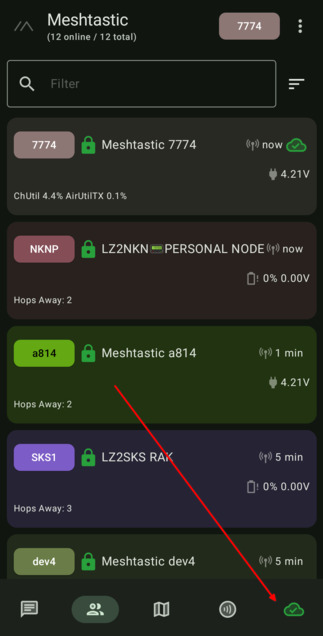 Meshtastic
(12 online / 12 total)
7774
Filter
7774 Meshtastic 7774 now
4.21V
ChUtil 4.4% AirUtilTX 0.1%
NKNP LZ2NKN📟PERSONAL NODE now
0% 0.00V
Hops Away: 2
a814 Meshtastic a814 1 min
4.21V
Hops Away: 2
SKS1 LZ2SKS RAK 5 min
0% 0.00V
Hops Away: 3
dev4 Meshtastic dev4 5 min